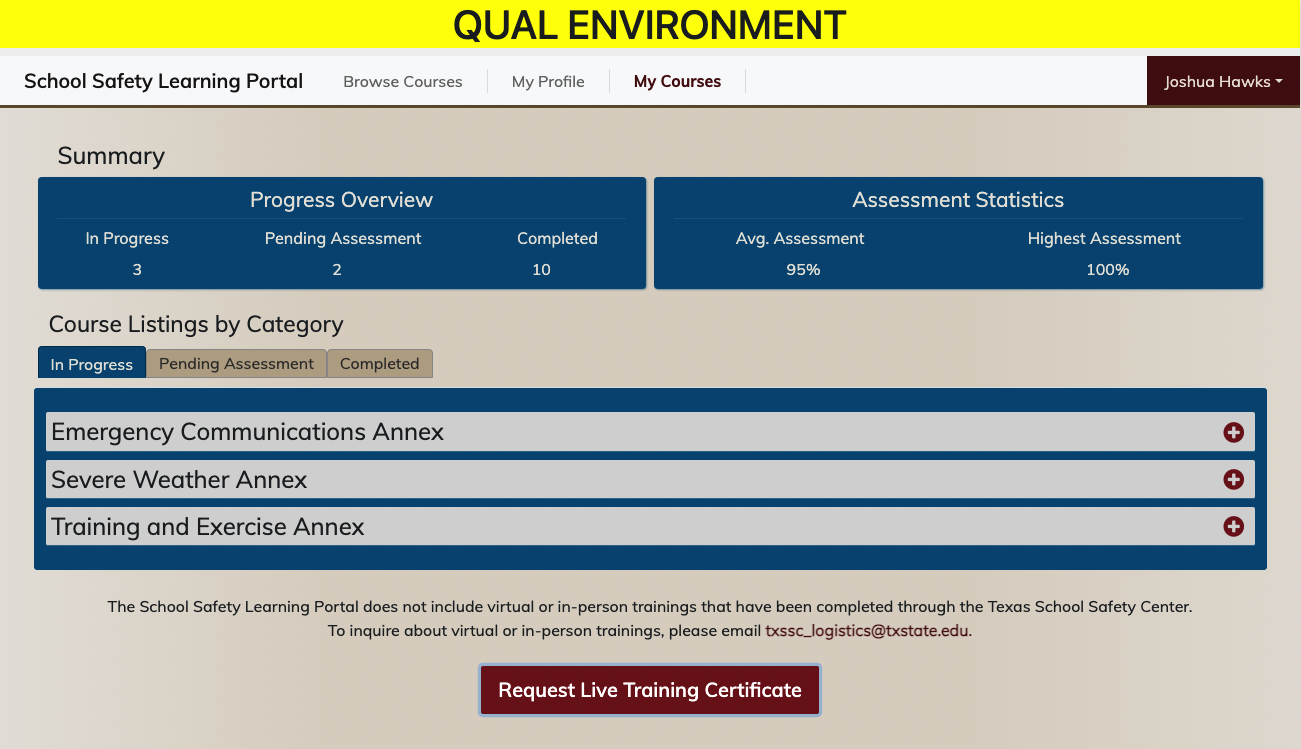 QUAL ENVIRONMENT
School Safety Learning Portal
Browse Courses
My Profile
My Courses
Joshua Hawks
Summary
Progress Overview
In Progress
Pending Assessment
Completed
3
2
10
Assessment Statistics
Avg. Assessment
Highest Assessment
95%
100%
Course Listings by Category
In Progress
Pending Assessment
Completed
Emergency Communications Annex
Severe Weather Annex
Training and Exercise Annex
The School Safety Learning Portal does not include virtual or in-person trainings that have been completed through the Texas School Safety Center.
To inquire about virtual or in-person trainings, please email txssc_logistics@txstate.edu.
Request Live Training Certificate